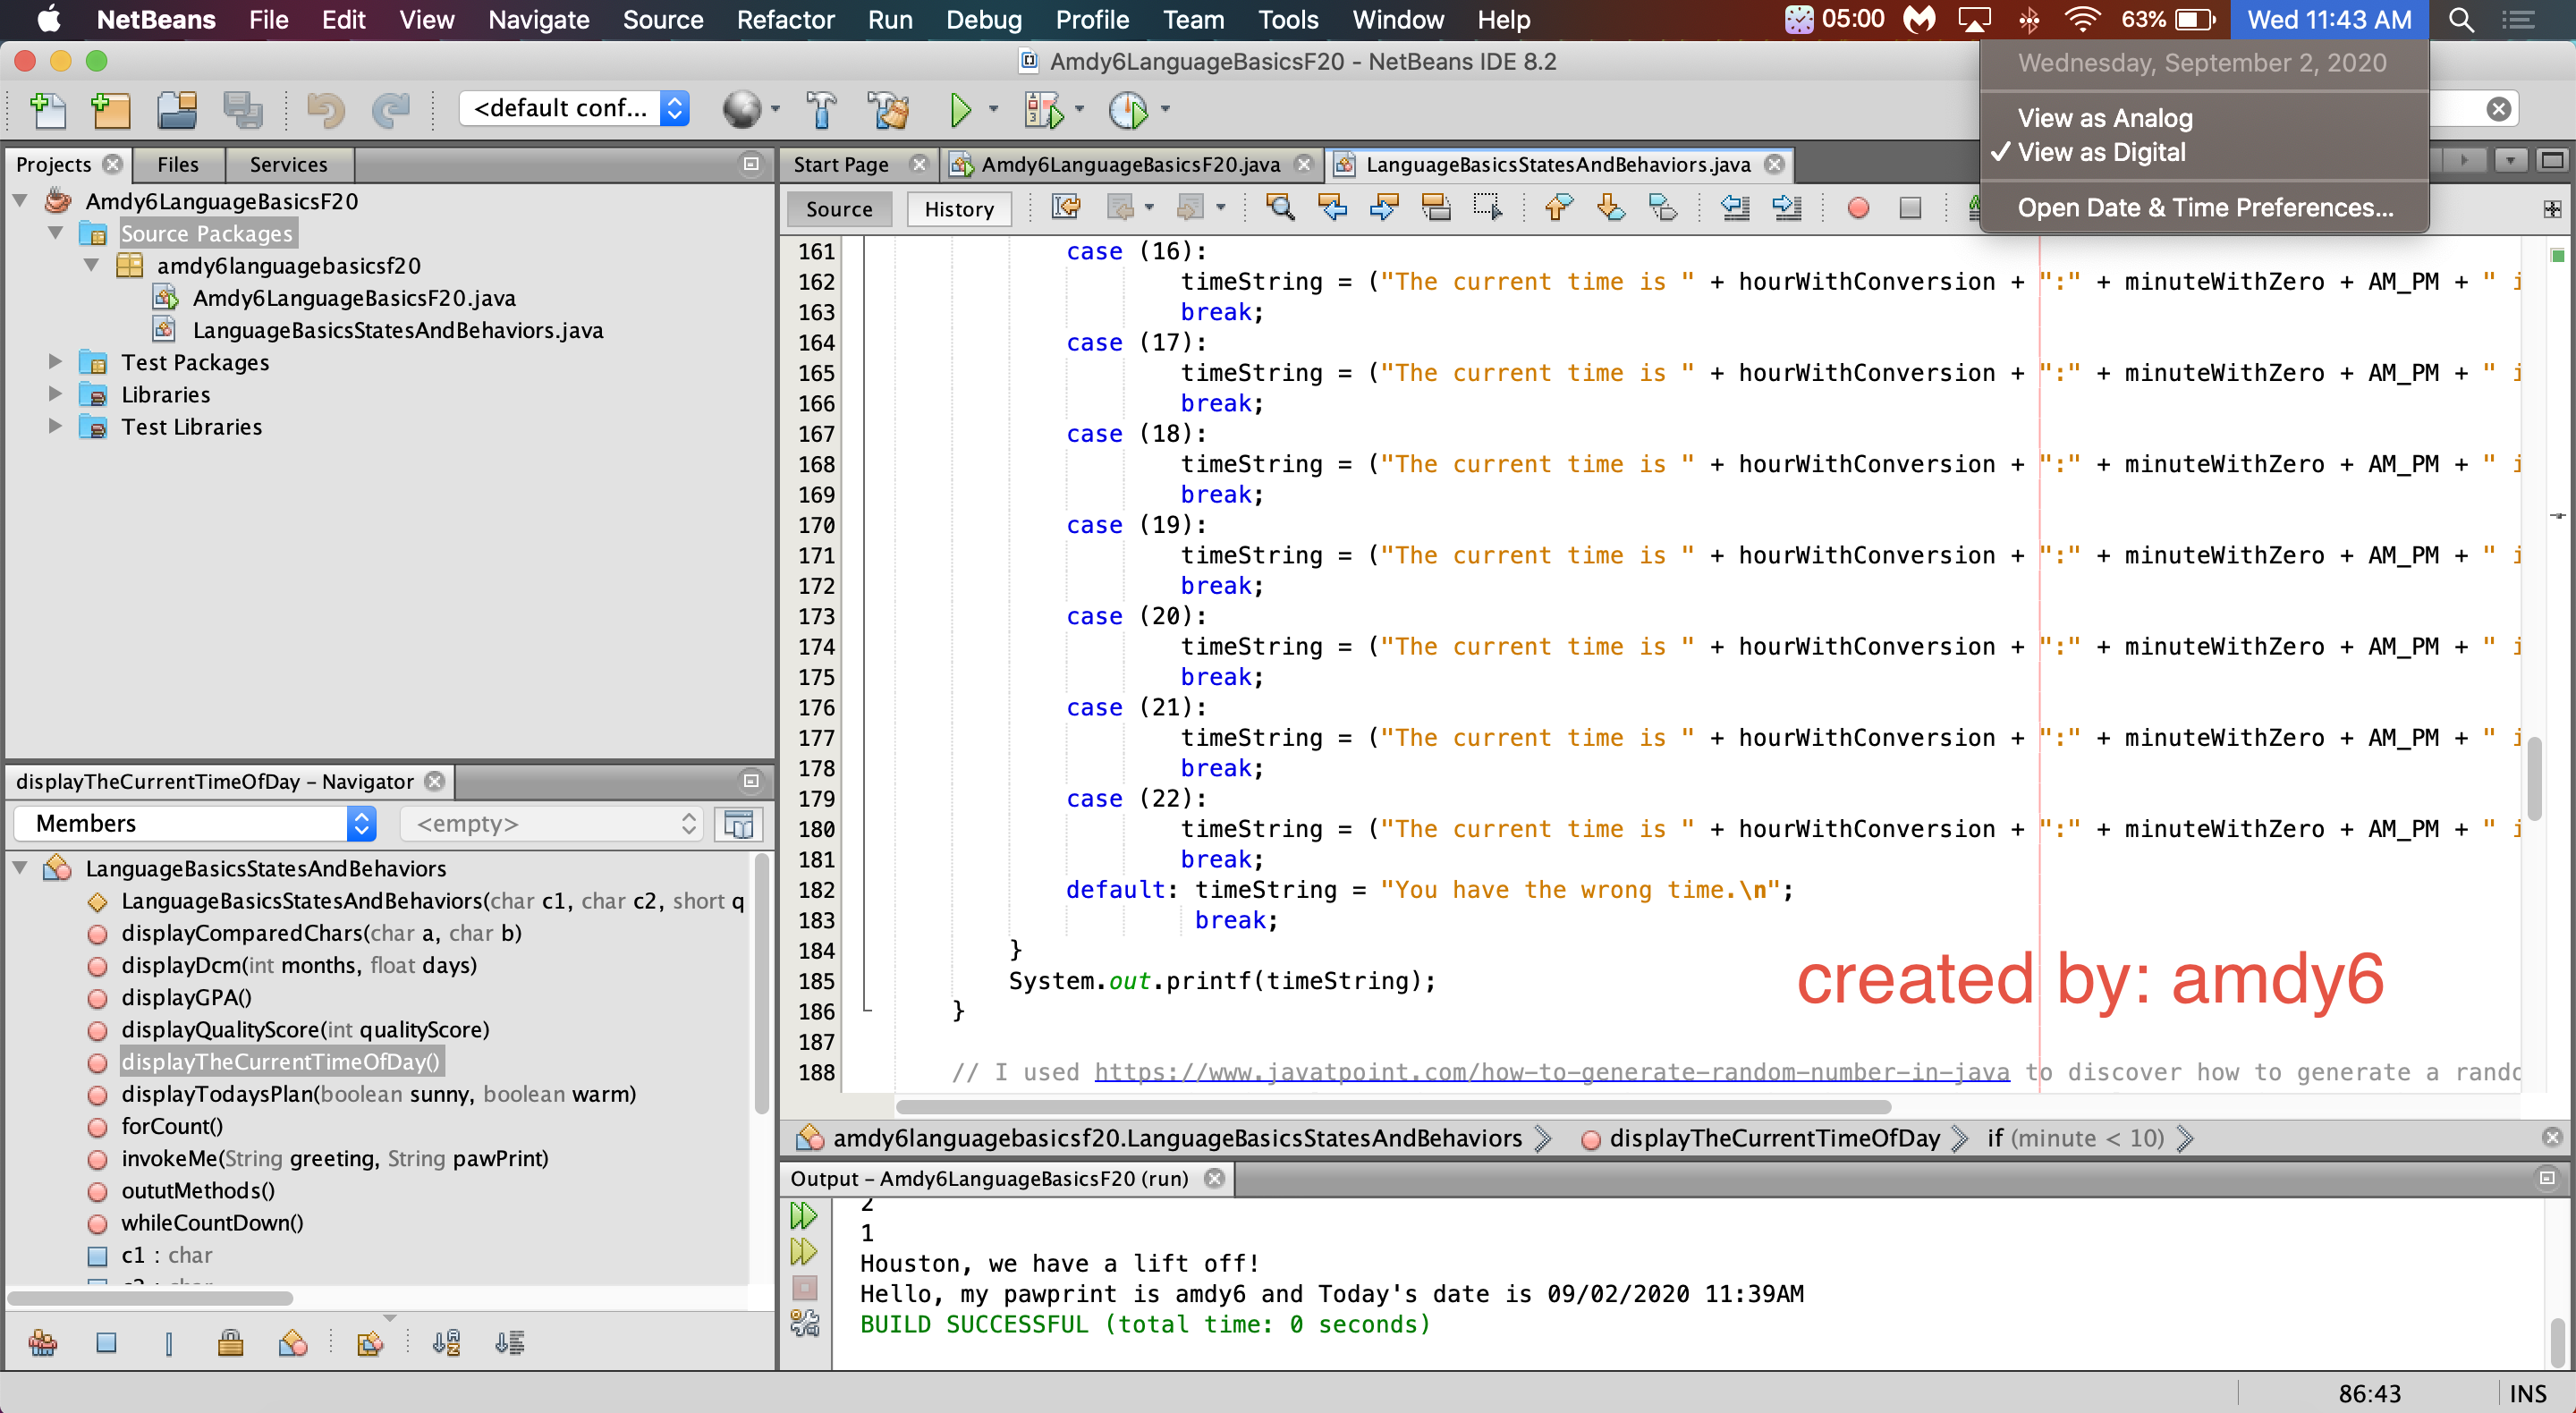 NetBeans File Edit View Navigate Source Refactor Run Debug Profile Team Tools Window Help 05:00 63% Wed 11:43 AM
Amdy6LanguageBasicsF20 - NetBeans IDE 8.2
Wednesday, September 2, 2020
View as Analog
✓ View as Digital
Open Date & Time Preferences...
<default conf...
Projects Files Services
Amdy6LanguageBasicsF20
Source Packages
amdy6languagebasicsf20
Amdy6LanguageBasicsF20.java
LanguageBasicsStatesAndBehaviors.java
Test Packages
Libraries
Test Libraries
displayTheCurrentTimeOfDay - Navigator
Members <empty>
LanguageBasicsStatesAndBehaviors
LanguageBasicsStatesAndBehaviors(char c1, char c2, short q
displayComparedChars(char a, char b)
displayDcm(int months, float days)
displayGPA()
displayQualityScore(int qualityScore)
displayTheCurrentTimeOfDay()
displayTodaysPlan(boolean sunny, boolean warm)
forCount()
invokeMe(String greeting, String pawPrint)
oututMethods()
whileCountDown()
c1 : char
Start Page Amdy6LanguageBasicsF20.java LanguageBasicsStatesAndBehaviors.java
Source History
161 case (16):
162 timeString = ("The current time is " + hourWithConversion + ":" + minuteWithZero + AM_PM + " i
163 break;
164 case (17):
165 timeString = ("The current time is " + hourWithConversion + ":" + minuteWithZero + AM_PM + " i
166 break;
167 case (18):
168 timeString = ("The current time is " + hourWithConversion + ":" + minuteWithZero + AM_PM + " i
169 break;
170 case (19):
171 timeString = ("The current time is " + hourWithConversion + ":" + minuteWithZero + AM_PM + " i
172 break;
173 case (20):
174 timeString = ("The current time is " + hourWithConversion + ":" + minuteWithZero + AM_PM + " i
175 break;
176 case (21):
177 timeString = ("The current time is " + hourWithConversion + ":" + minuteWithZero + AM_PM + " i
178 break;
179 case (22):
180 timeString = ("The current time is " + hourWithConversion + ":" + minuteWithZero + AM_PM + " i
181 break;
182 default: timeString = "You have the wrong time.\n";
183 break;
184 }
185 System.out.printf(timeString);
186 }
187
188 // I used https://www.javatpoint.com/how-to-generate-random-number-in-java to discover how to generate a rando
created by: amdy6
amdy6languagebasicsf20.LanguageBasicsStatesAndBehaviors displayTheCurrentTimeOfDay if (minute < 10)
Output - Amdy6LanguageBasicsF20 (run)
2
1
Houston, we have a lift off!
Hello, my pawprint is amdy6 and Today's date is 09/02/2020 11:39AM
BUILD SUCCESSFUL (total time: 0 seconds)
86:43 INS